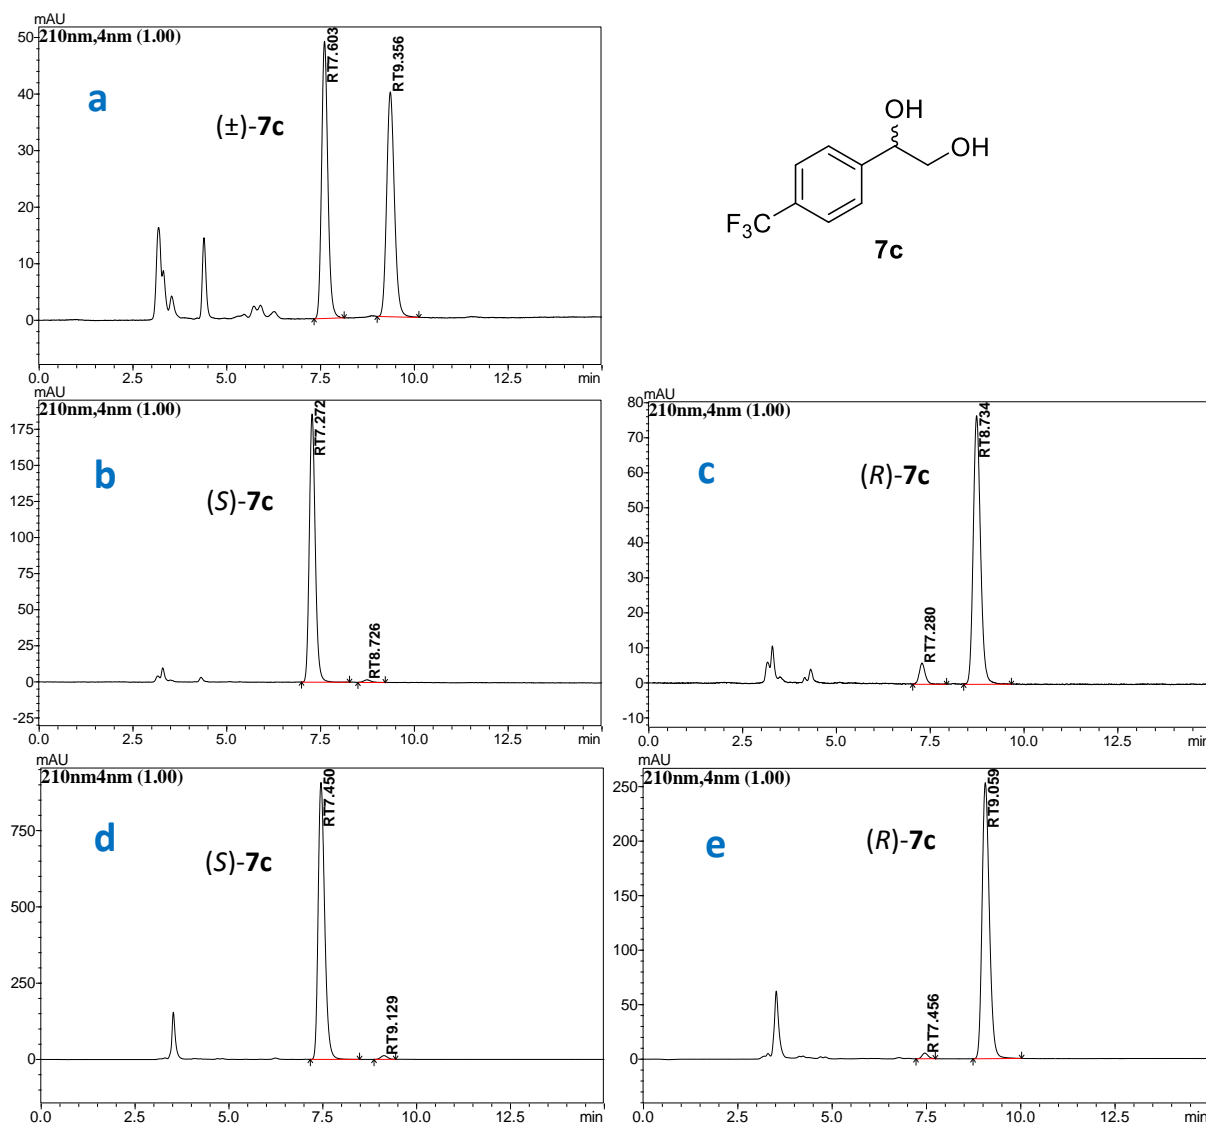 mAU
210nm,4nm (1.00)
50
40
30
20
10
0
a
(±)-7c
RT7.603
RT9.356
0.0 2.5 5.0 7.5 10.0 12.5 min
OH
OH
F3C
7c
mAU
210nm,4nm (1.00)
175
150
125
100
75
50
25
0
-25
b
(S)-7c
RT7.272
RT8.726
0.0 2.5 5.0 7.5 10.0 12.5 min
mAU
210nm,4nm (1.00)
80
70
60
50
40
30
20
10
0
-10
c
(R)-7c
RT7.280
RT8.734
0.0 2.5 5.0 7.5 10.0 12.5 min
mAU
210nm4nm (1.00)
750
500
250
0
d
(S)-7c
RT7.450
RT9.129
0.0 2.5 5.0 7.5 10.0 12.5 min
mAU
210nm,4nm (1.00)
250
200
150
100
50
0
e
(R)-7c
RT7.456
RT9.059
0.0 2.5 5.0 7.5 10.0 12.5 min